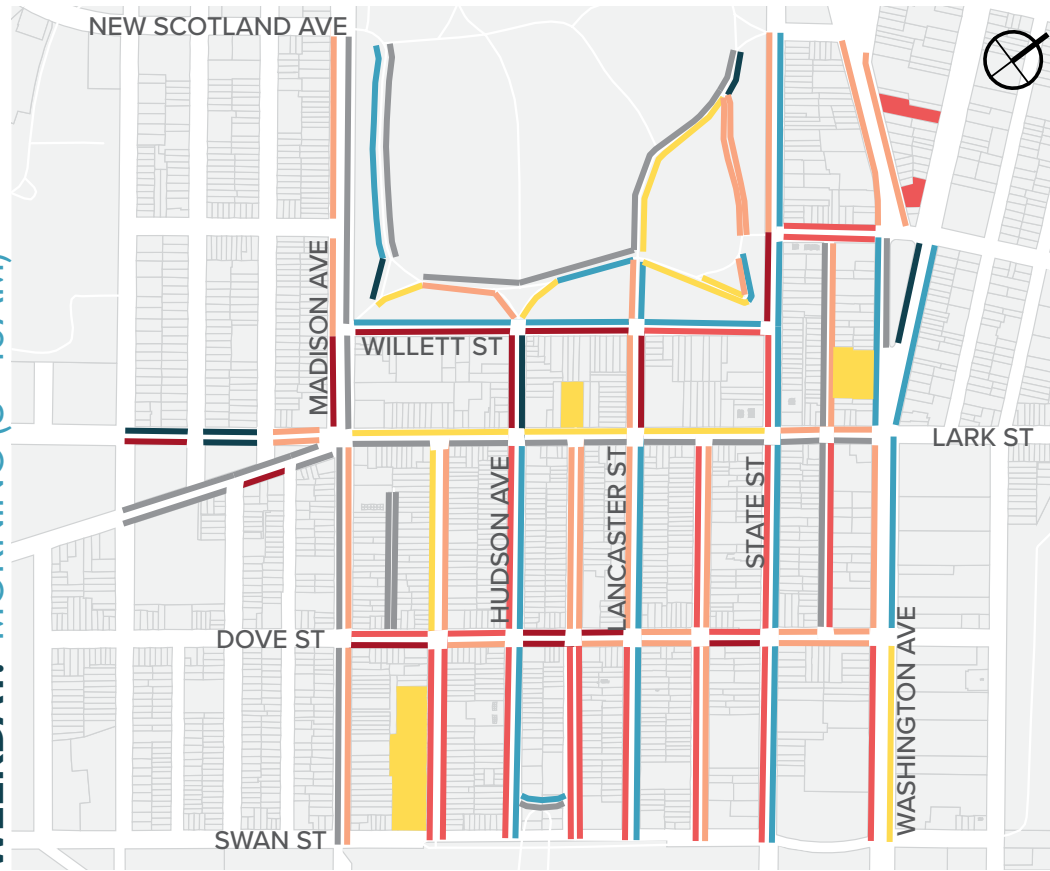 NEW SCOTLAND AVE
MADISON AVE
WILLETT ST
LARK ST
HUDSON AVE
LANCASTER ST
STATE ST
DOVE ST
WASHINGTON AVE
SWAN ST